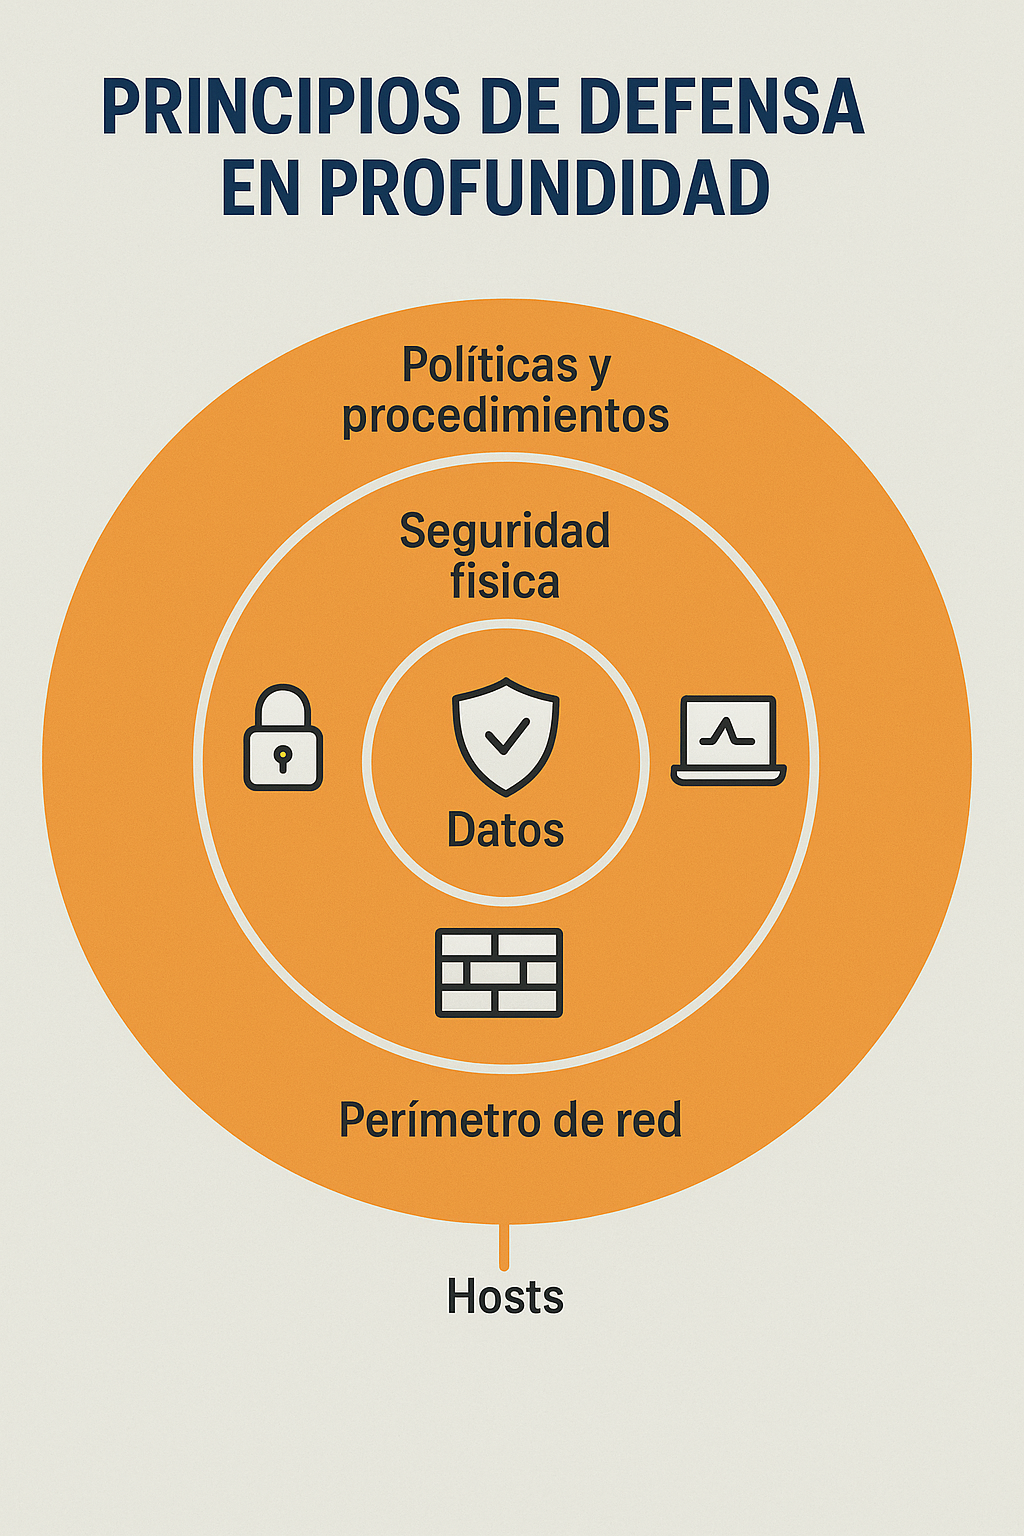 PRINCIPIOS DE DEFENSA
EN PROFUNDIDAD
Políticas y
procedimientos
Seguridad
fisica
Datos
Perímetro de red
Hosts